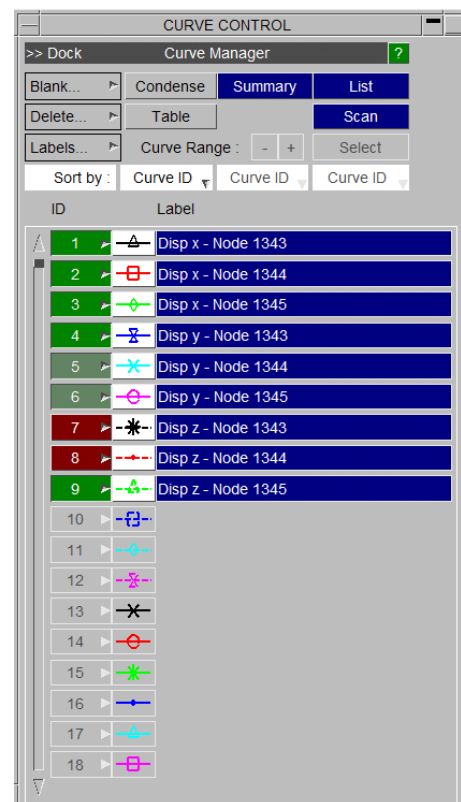 CURVE CONTROL
>> Dock Curve Manager ?
Blank... Condense Summary List
Delete... Table Scan
Labels... Curve Range : - + Select
Sort by : Curve ID Curve ID Curve ID
ID Label
1 Disp x - Node 1343
2 Disp x - Node 1344
3 Disp x - Node 1345
4 Disp y - Node 1343
5 Disp y - Node 1344
6 Disp y - Node 1345
7 Disp z - Node 1343
8 Disp z - Node 1344
9 Disp z - Node 1345
10
11
12
13
14
15
16
17
18